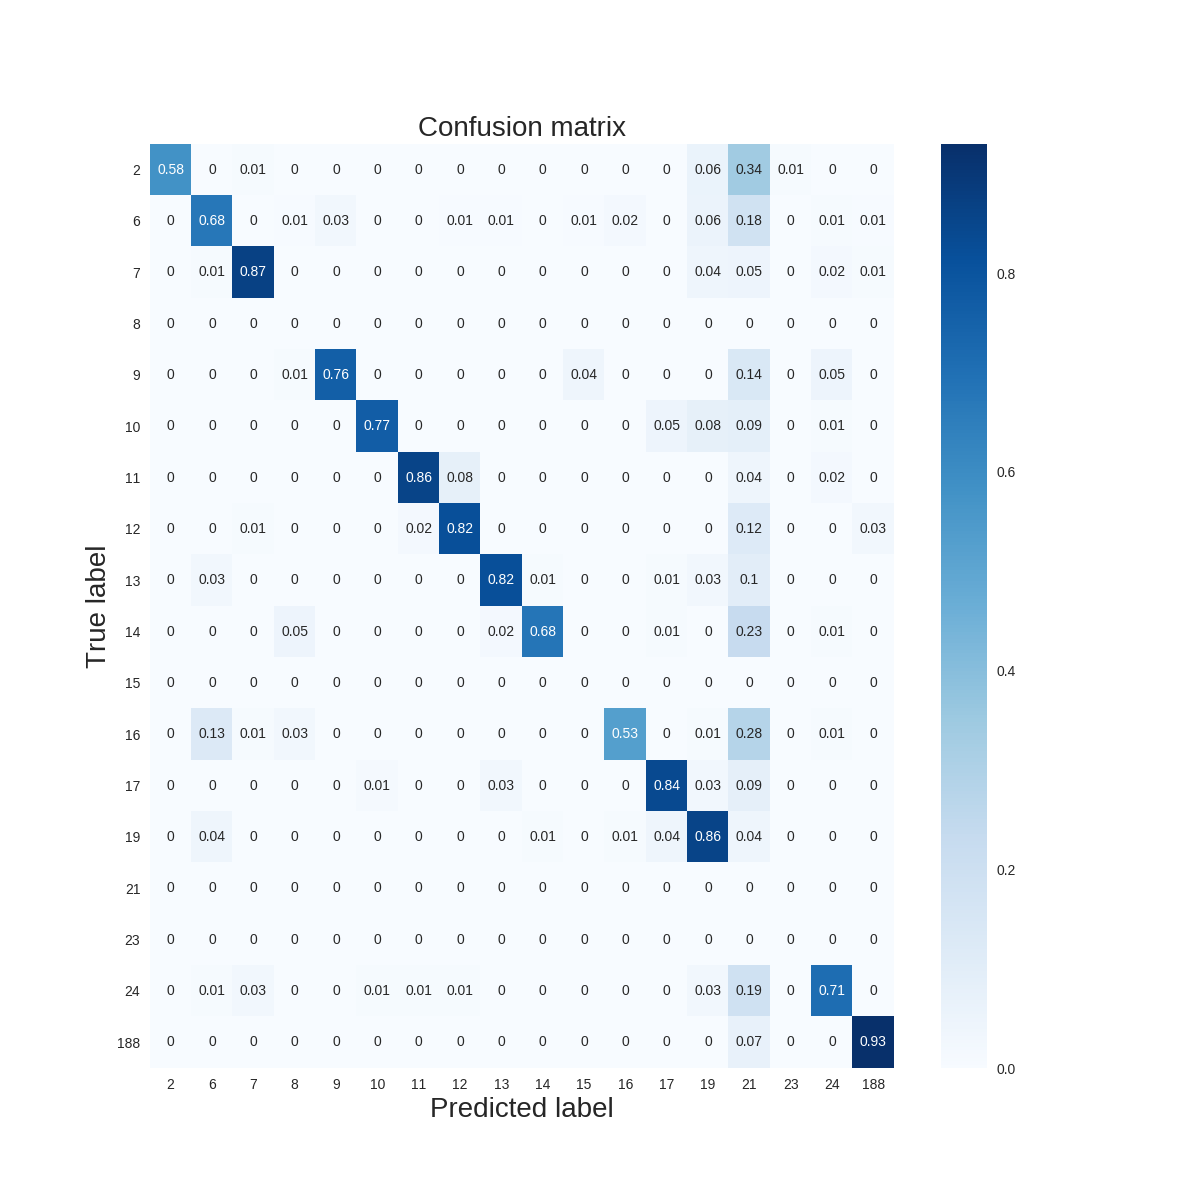 Confusion matrix
2 0.58 0 0.01 0 0 0 0 0 0 0 0 0 0 0.06 0.34 0.01 0 0
6 0 0.68 0 0.01 0.03 0 0 0.01 0.01 0 0.01 0.02 0 0.06 0.18 0 0.01 0.01
7 0 0.01 0.87 0 0 0 0 0 0 0 0 0 0 0.04 0.05 0 0.02 0.01
0.8
8 0 0 0 0 0 0 0 0 0 0 0 0 0 0 0 0 0 0
9 0 0 0 0.01 0.76 0 0 0 0 0 0.04 0 0 0 0.14 0 0.05 0
10 0 0 0 0 0 0.77 0 0 0 0 0 0 0.05 0.08 0.09 0 0.01 0
0.6
11 0 0 0 0 0 0 0.86 0.08 0 0 0 0 0 0 0.04 0 0.02 0
12 0 0 0.01 0 0 0 0.02 0.82 0 0 0 0 0 0 0.12 0 0 0.03
13 0 0.03 0 0 0 0 0 0 0.82 0.01 0 0 0.01 0.03 0.1 0 0 0
True label
14 0 0 0 0.05 0 0 0 0 0.02 0.68 0 0 0.01 0 0.23 0 0.01 0
0.4
15 0 0 0 0 0 0 0 0 0 0 0 0 0 0 0 0 0 0
16 0 0.13 0.01 0.03 0 0 0 0 0 0 0 0.53 0 0.01 0.28 0 0.01 0
17 0 0 0 0 0 0.01 0 0 0.03 0 0 0 0.84 0.03 0.09 0 0 0
19 0 0.04 0 0 0 0 0 0 0 0.01 0 0.01 0.04 0.86 0.04 0 0 0
0.2
21 0 0 0 0 0 0 0 0 0 0 0 0 0 0 0 0 0 0
23 0 0 0 0 0 0 0 0 0 0 0 0 0 0 0 0 0 0
24 0 0.01 0.03 0 0 0.01 0.01 0.01 0 0 0 0 0 0.03 0.19 0 0.71 0
188 0 0 0 0 0 0 0 0 0 0 0 0 0 0 0.07 0 0 0.93
0.0
2 6 7 8 9 10 11 12 13 14 15 16 17 19 21 23 24 188
Predicted label